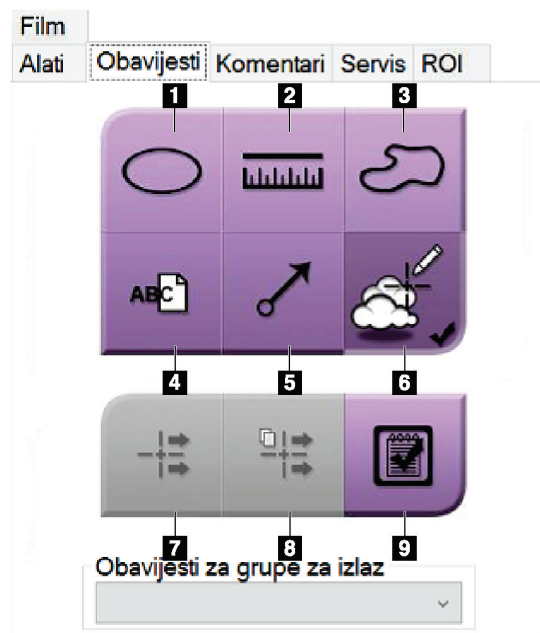 Film
Alati Obavijesti Komentari Servis ROI
1 2 3
ABC
4 5 6
7 8 9
Obavijesti za grupe za izlaz